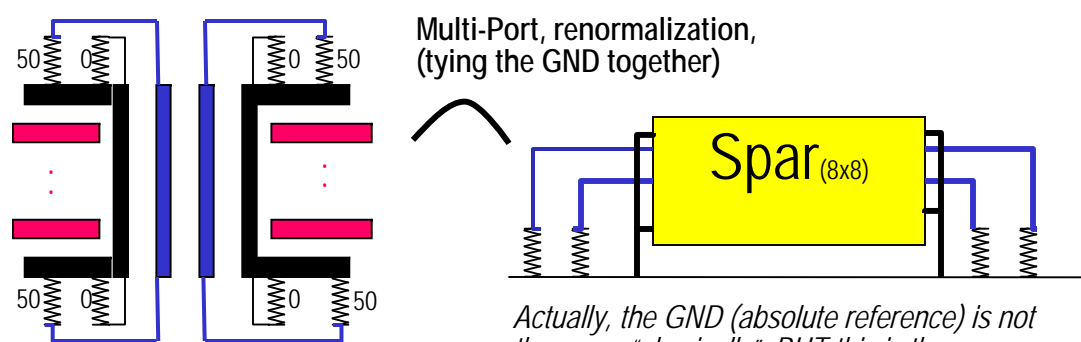 Multi-Port, renormalization,
(tying the GND together)
50 0 0 50
Spar(8x8)
50 0 0 50
Actually, the GND (absolute reference) is not